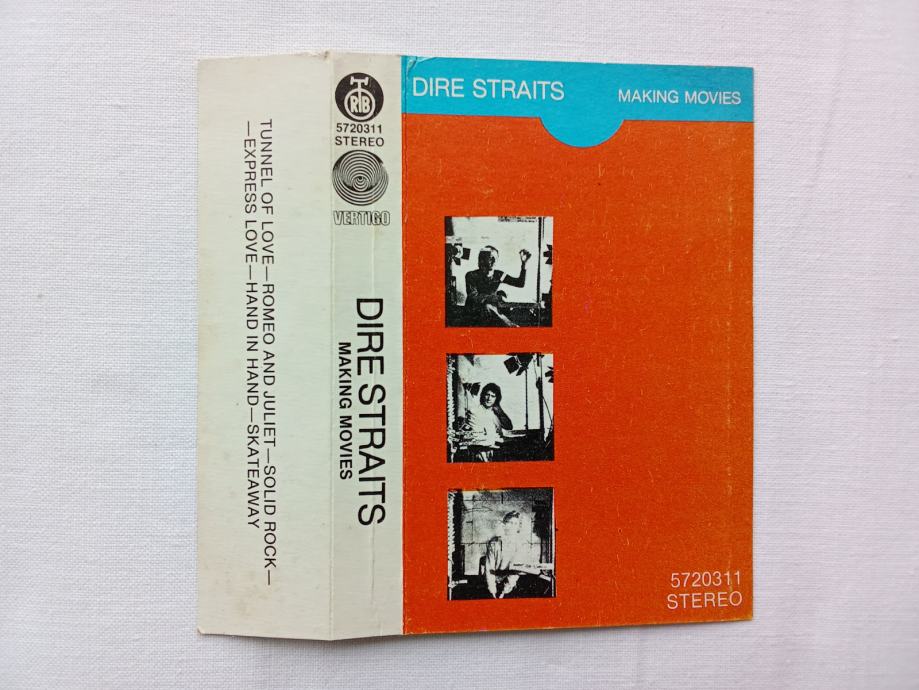 TUNNEL OF LOVE—ROMEO AND JULIET—SOLID ROCK—
—EXPRESS LOVE—HAND IN HAND—SKATEAWAY
RTB
5720311
STEREO
VERTIGO
DIRE STRAITS
MAKING MOVIES
DIRE STRAITS
MAKING MOVIES
5720311
STEREO